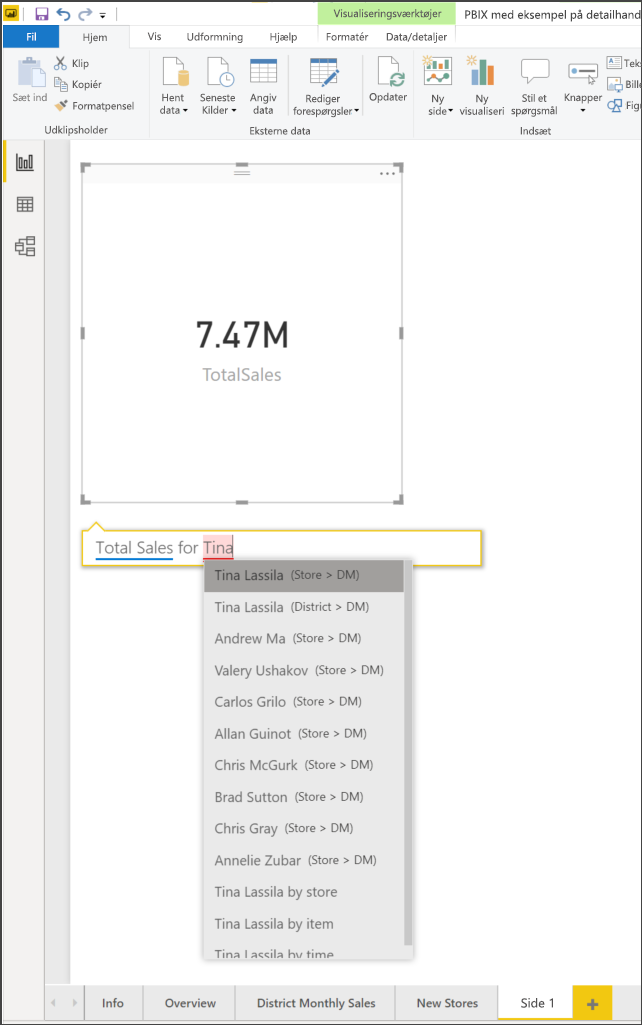 Visualiseringsværktøjer
PBIX med eksempel på detailhand
Fil Hjem Vis Udformning Hjælp Formatér Data/detaljer
Sæt ind
Klip
Kopiér
Formatpensel
Udklipsholder
Hent data
Seneste Kilder
Angiv data
Rediger forespørgsler
Eksterne data
Opdater
Ny side
Ny visualiseri
Stil et spørgsmål
Knapper
Teks
Bille
Figu
Indsæt
7.47M
TotalSales
Total Sales for Tina
Tina Lassila (Store > DM)
Tina Lassila (District > DM)
Andrew Ma (Store > DM)
Valery Ushakov (Store > DM)
Carlos Grilo (Store > DM)
Allan Guinot (Store > DM)
Chris McGurk (Store > DM)
Brad Sutton (Store > DM)
Chris Gray (Store > DM)
Annelie Zubar (Store > DM)
Tina Lassila by store
Tina Lassila by item
Tina Lassila by time
Info Overview District Monthly Sales New Stores Side 1